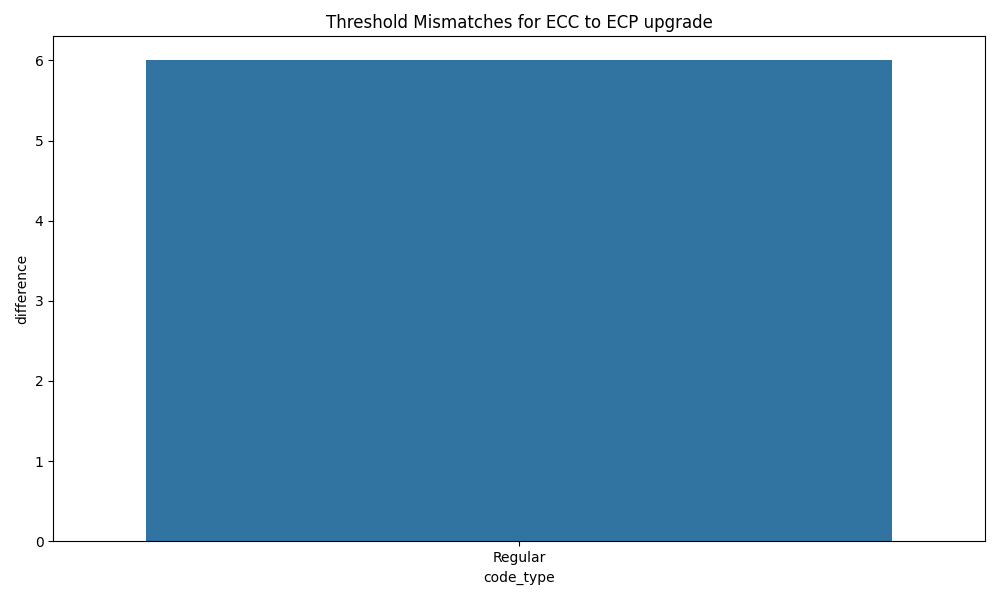 Threshold Mismatches for ECC to ECP upgrade
6
5
4
3
2
1
0
difference
Regular
code_type